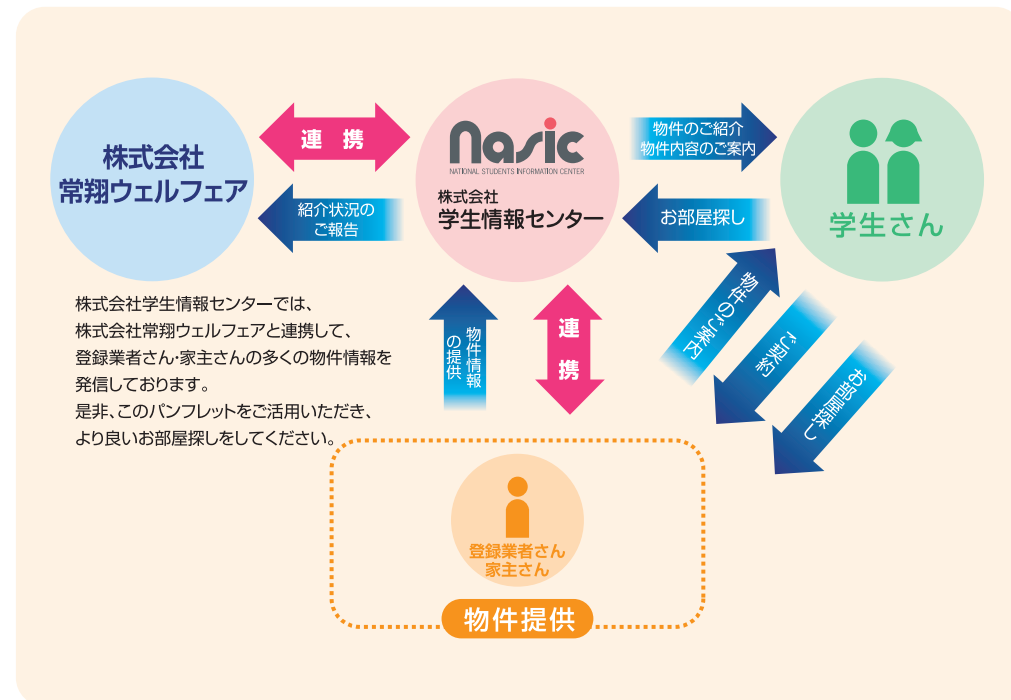 株式会社
常翔ウェルフェア
連携
紹介状況の
ご報告
nasic
NATIONAL STUDENTS INFORMATION CENTER
株式会社
学生情報センター
物件のご紹介
物件内容のご案内
お部屋探し
学生さん
株式会社学生情報センターでは、
株式会社常翔ウェルフェアと連携して、
登録業者さん・家主さんの多くの物件情報を
発信しております。
是非、このパンフレットをご活用いただき、
より良いお部屋探しをしてください。
物件情報
の提供
連携
物件のご案内
ご契約
お部屋探し
登録業者さん
家主さん
物件提供